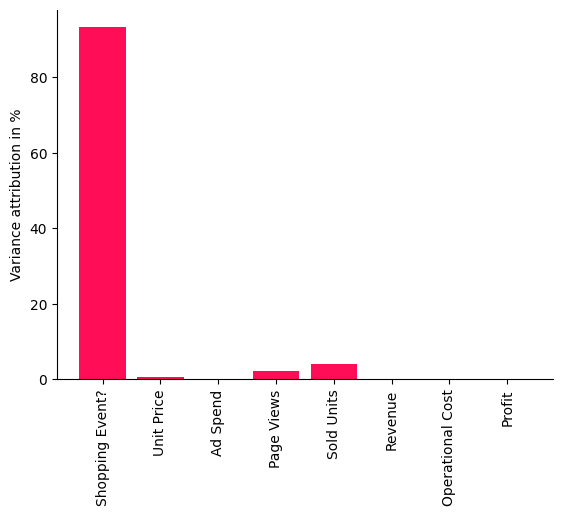 Variance attribution in %
80
60
40
20
0
Shopping Event?
Unit Price
Ad Spend
Page Views
Sold Units
Revenue
Operational Cost
Profit